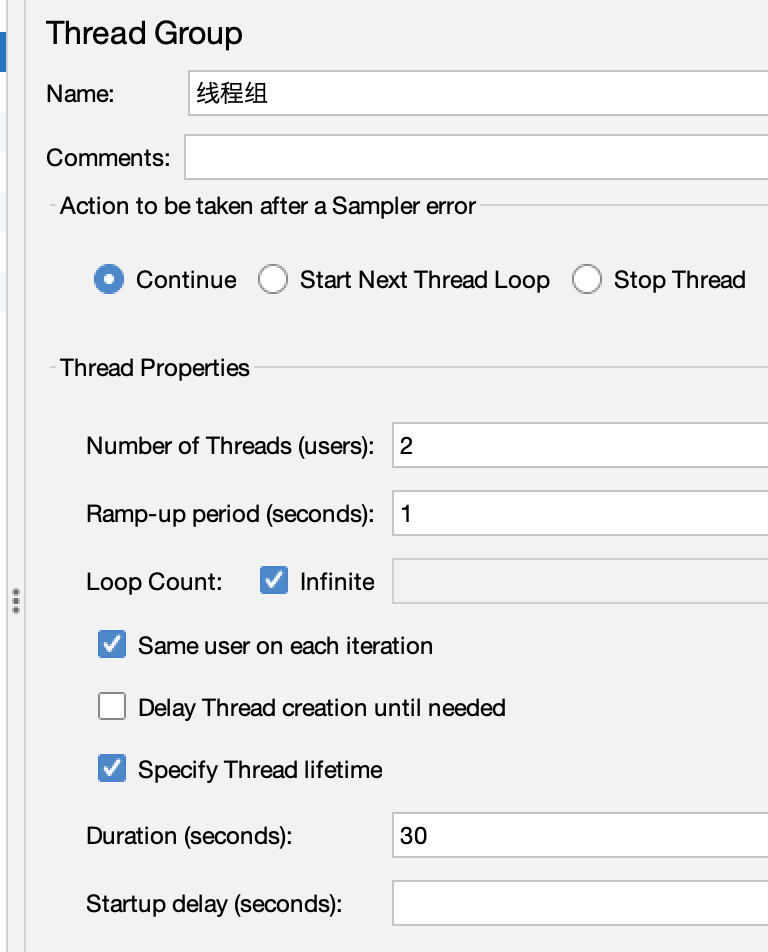 Thread Group
Name: 线程组
Comments:
Action to be taken after a Sampler error
Continue Start Next Thread Loop Stop Thread
Thread Properties
Number of Threads (users): 2
Ramp-up period (seconds): 1
Loop Count: Infinite
Same user on each iteration
Delay Thread creation until needed
Specify Thread lifetime
Duration (seconds): 30
Startup delay (seconds):